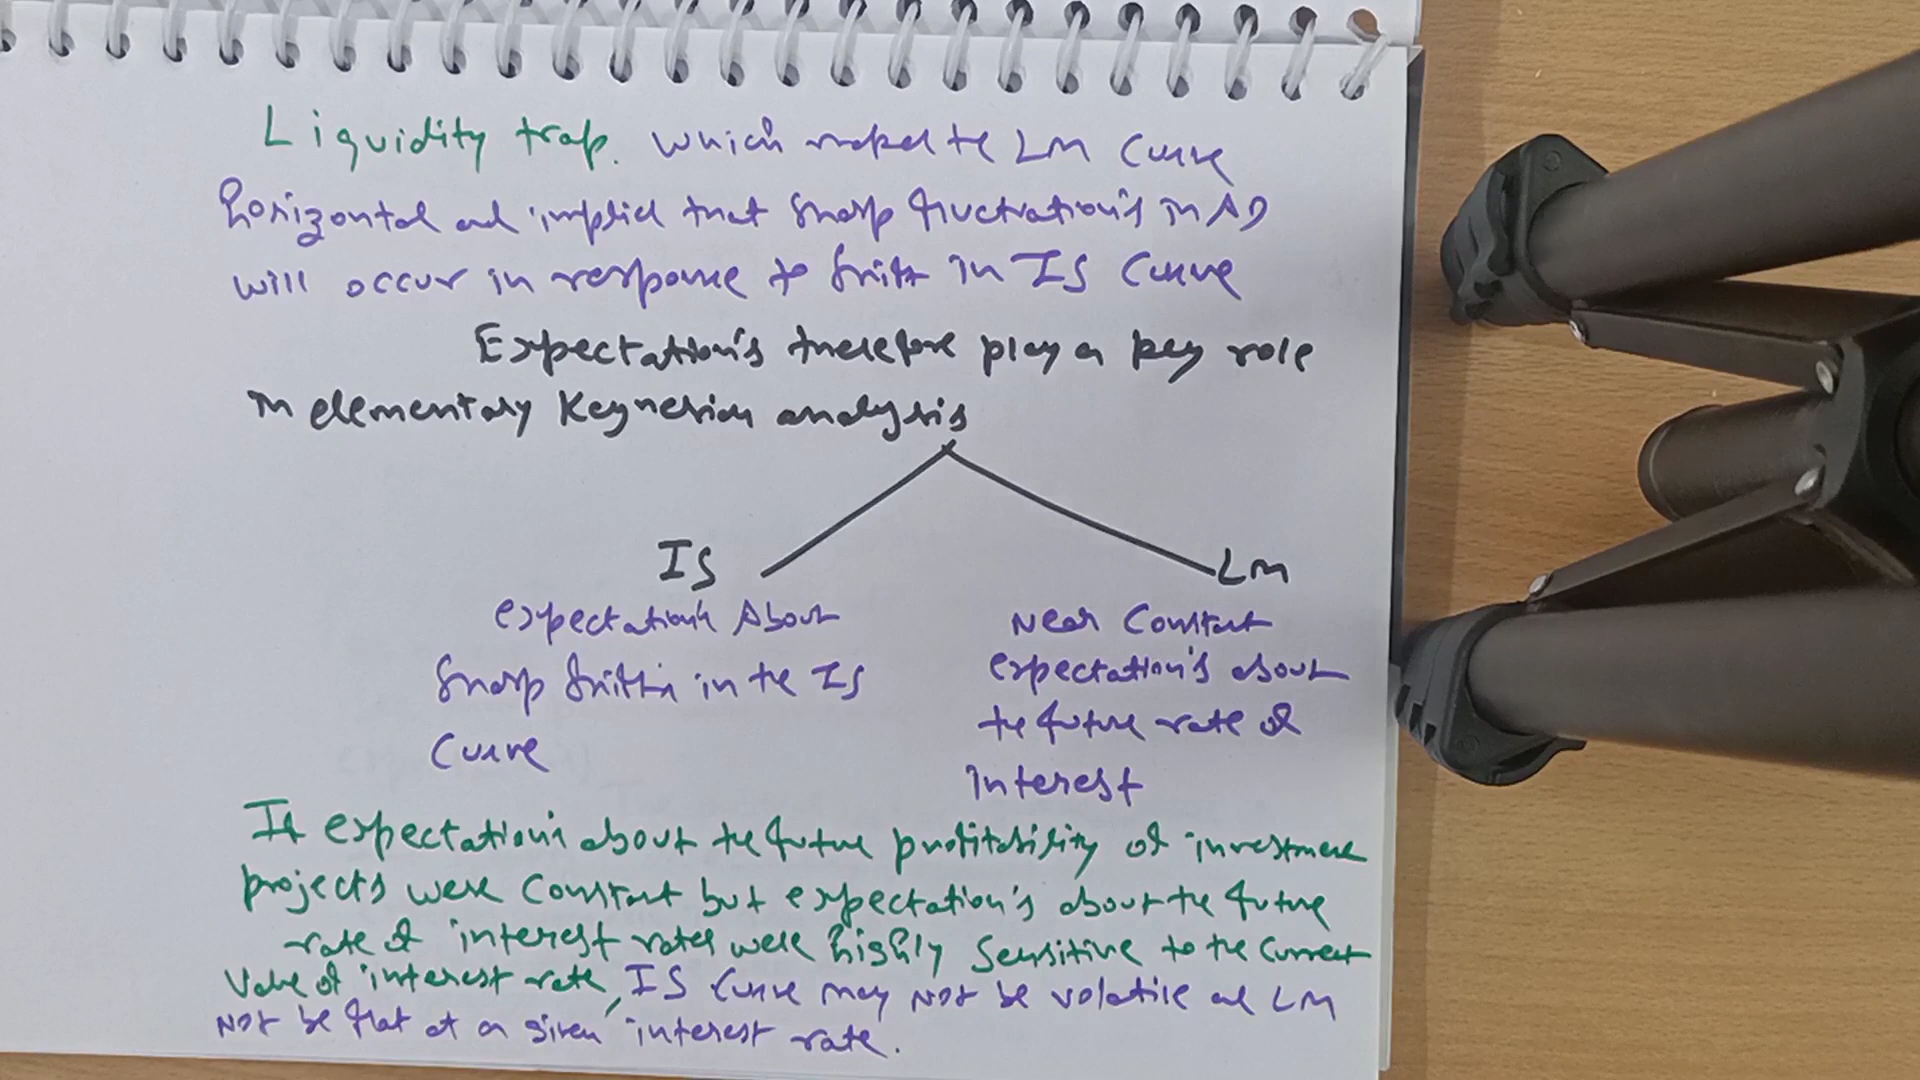 Liquidity trap. which makes the LM Curve
horizontal and implied that sharp fluctuations in AD
will occur in response to shift in IS Curve
Expectations therefore play a key role
in elementary Keynesian analysis
IS
LM
expectations About
sharp shifts in the IS
Curve
Near Constant
expectations about
the future rate of
interest
If expectations about the future profitability of investment
projects were Constant but expectations about the future
rate of interest rates were highly Sensitive to the Current
Value of interest rate, IS Curve may not be volatile and LM
Not be flat at a given interest rate.